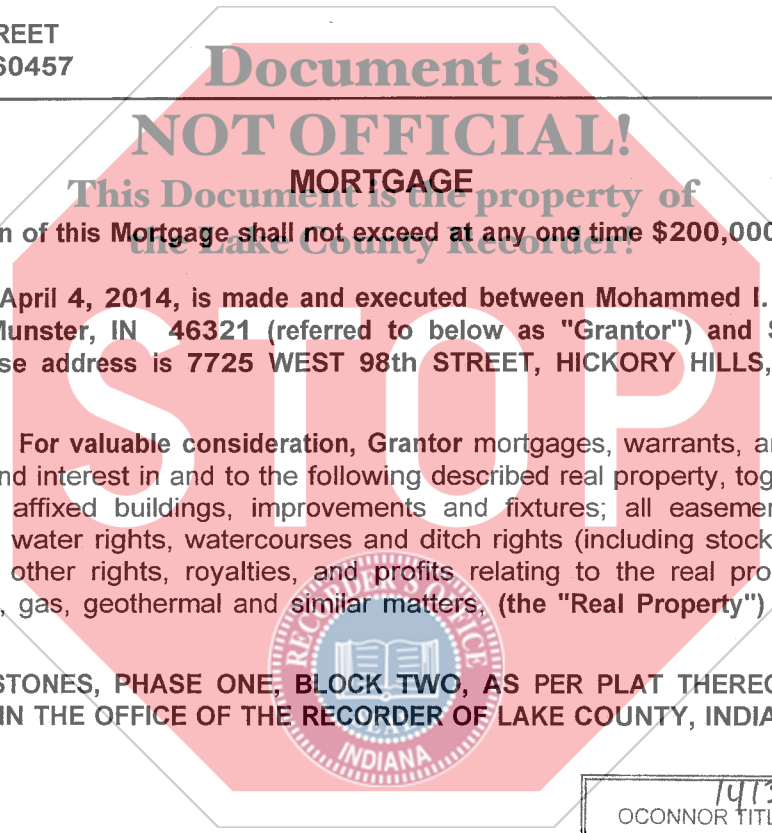 REET
60457
Document is
NOT OFFICIAL!
MORTGAGE
This Document is the property of
n of this Mortgage shall not exceed at any one time $200,000
the Lake County Recorder!
April 4, 2014, is made and executed between Mohammed I.
Munster, IN 46321 (referred to below as "Grantor") and S
se address is 7725 WEST 98th STREET, HICKORY HILLS,
STOP
For valuable consideration, Grantor mortgages, warrants, a
nd interest in and to the following described real property, tog
affixed buildings, improvements and fixtures; all easemen
water rights, watercourses and ditch rights (including stock
other rights, royalties, and profits relating to the real pro
, gas, geothermal and similar matters, (the "Real Property")
RECORDER'S OFFICE
SEAL
INDIANA
STONES, PHASE ONE, BLOCK TWO, AS PER PLAT THEREO
IN THE OFFICE OF THE RECORDER OF LAKE COUNTY, INDIA
1413
OCONNOR TITL